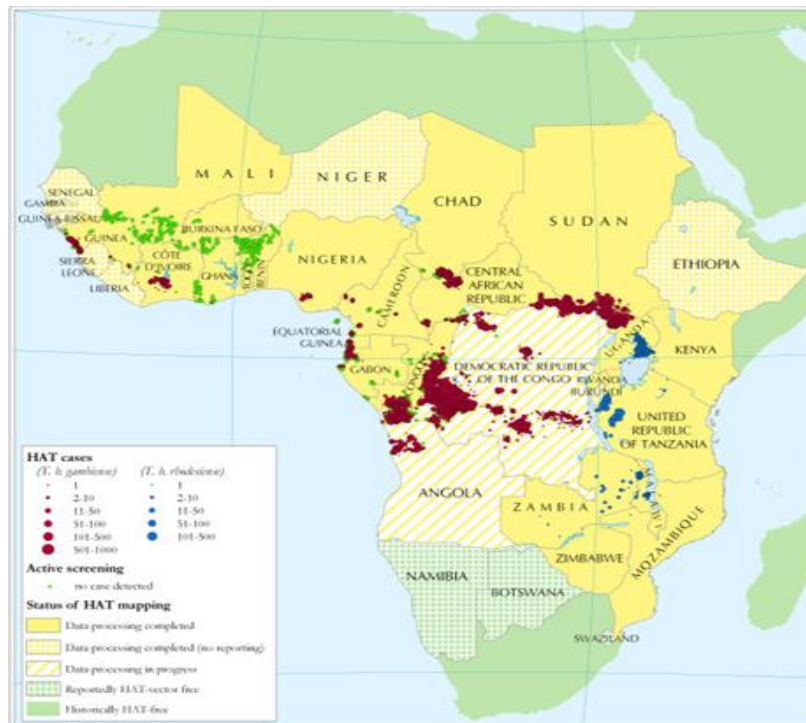 MALI
NIGER
CHAD
SUDAN
SENEGAL
GAMBIA
GUINEA-BISSAU
GUINEA
BURKINA FASO
SIERRA
LEONE
CÔTE
D'IVOIRE
LIBERIA
GHANA
TOGO
BENIN
NIGERIA
CAMEROON
CENTRAL
AFRICAN
REPUBLIC
ETHIOPIA
EQUATORIAL
GUINEA
GABON
CONGO
DEMOCRATIC REPUBLIC
OF THE CONGO
UGANDA
KENYA
RWANDA
BURUNDI
UNITED
REPUBLIC
OF TANZANIA
ANGOLA
ZAMBIA
MALAWI
MOZAMBIQUE
ZIMBABWE
NAMIBIA
BOTSWANA
SWAZILAND
HAT cases
(T. b. gambiense) (T. b. rhodesiense)
1 1
2-10 2-10
11-50 11-50
51-100 51-100
101-500 101-500
501-1000
Active screening
no case detected
Status of HAT mapping
Data processing completed
Data processing completed (no reporting)
Data processing in progress
Reportedly HAT-vector free
Historically HAT-free